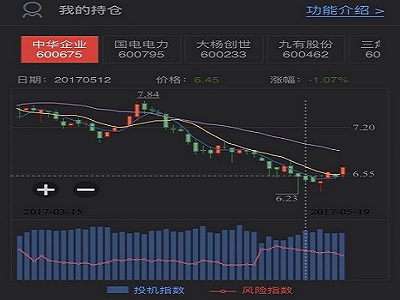 我的持仓 功能介绍 >
中华企业 国电电力 大杨创世 九有股份 三角
600675 600795 600233 600462 60
日期：20170512 价格：6.45 涨幅：-1.07%
7.84
7.20
6.55
6.23
2017-03-15 2017-05-19
投机指数 风险指数